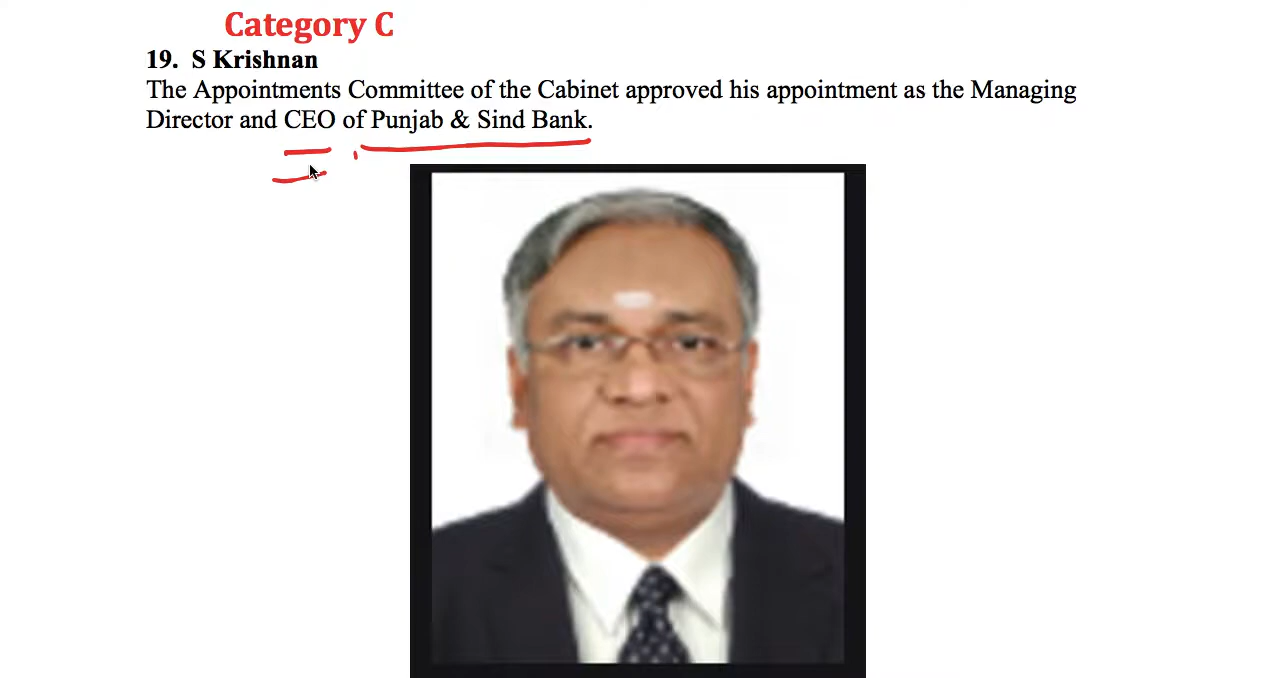 Category C
19. S Krishnan
The Appointments Committee of the Cabinet approved his appointment as the Managing
Director and CEO of Punjab & Sind Bank.